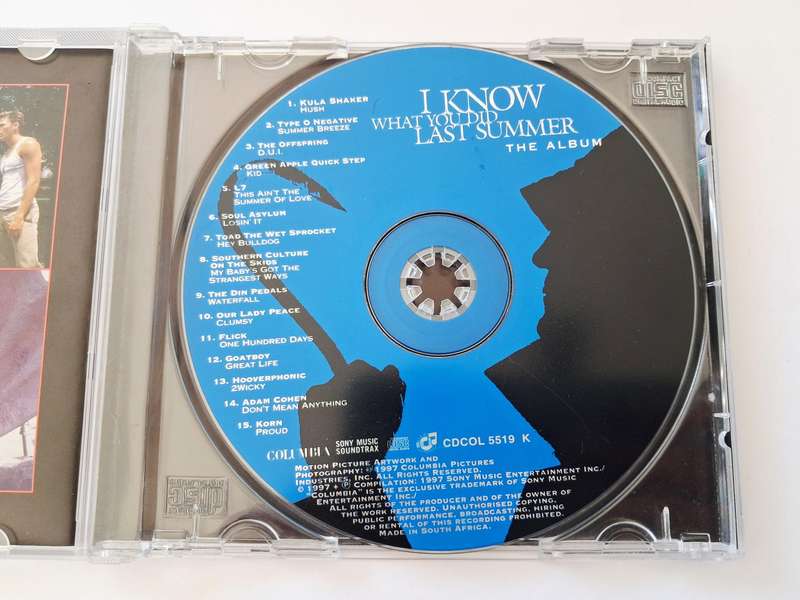 I KNOW
WHAT YOU DID
LAST SUMMER
THE ALBUM
1. KULA SHAKER
HUSH
2. TYPE O NEGATIVE
SUMMER BREEZE
3. THE OFFSPRING
D.U.I.
4. GREEN APPLE QUICK STEP
KID
5. L7
THIS AIN'T THE
SUMMER OF LOVE
6. SOUL ASYLUM
LOSIN' IT
7. TOAD THE WET SPROCKET
HEY BULLDOG
8. SOUTHERN CULTURE
ON THE SKIDS
MY BABY'S GOT THE
STRANGEST WAYS
9. THE DIN PEDALS
WATERFALL
10. OUR LADY PEACE
CLUMSY
11. FLICK
ONE HUNDRED DAYS
12. GOATBOY
GREAT LIFE
13. HOOVERPHONIC
2WICKY
14. ADAM COHEN
DON'T MEAN ANYTHING
15. KORN
PROUD
COLUMBIA SONY MUSIC
SOUNDTRAX
CDCOL 5519 K
MOTION PICTURE ARTWORK AND
PHOTOGRAPHY: © 1997 COLUMBIA PICTURES
INDUSTRIES, INC. ALL RIGHTS RESERVED.
© 1997 + ℗ COMPILATION: 1997 SONY MUSIC ENTERTAINMENT INC./
"COLUMBIA" IS THE EXCLUSIVE TRADEMARK OF SONY MUSIC
ENTERTAINMENT INC./
ALL RIGHTS OF THE PRODUCER AND OF THE OWNER OF
THE WORK RESERVED. UNAUTHORISED COPYING,
PUBLIC PERFORMANCE, BROADCASTING, HIRING
OR RENTAL OF THIS RECORDING PROHIBITED.
MADE IN SOUTH AFRICA.
COMPACT
disc
DIGITAL AUDIO